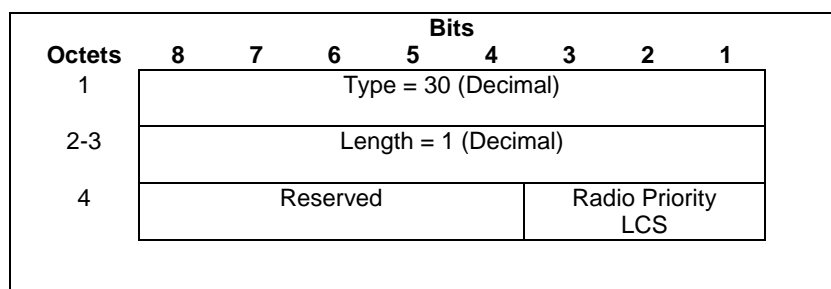 Bits
Octets 8 7 6 5 4 3 2 1
1 Type = 30 (Decimal)
2-3 Length = 1 (Decimal)
4 Reserved Radio Priority
LCS